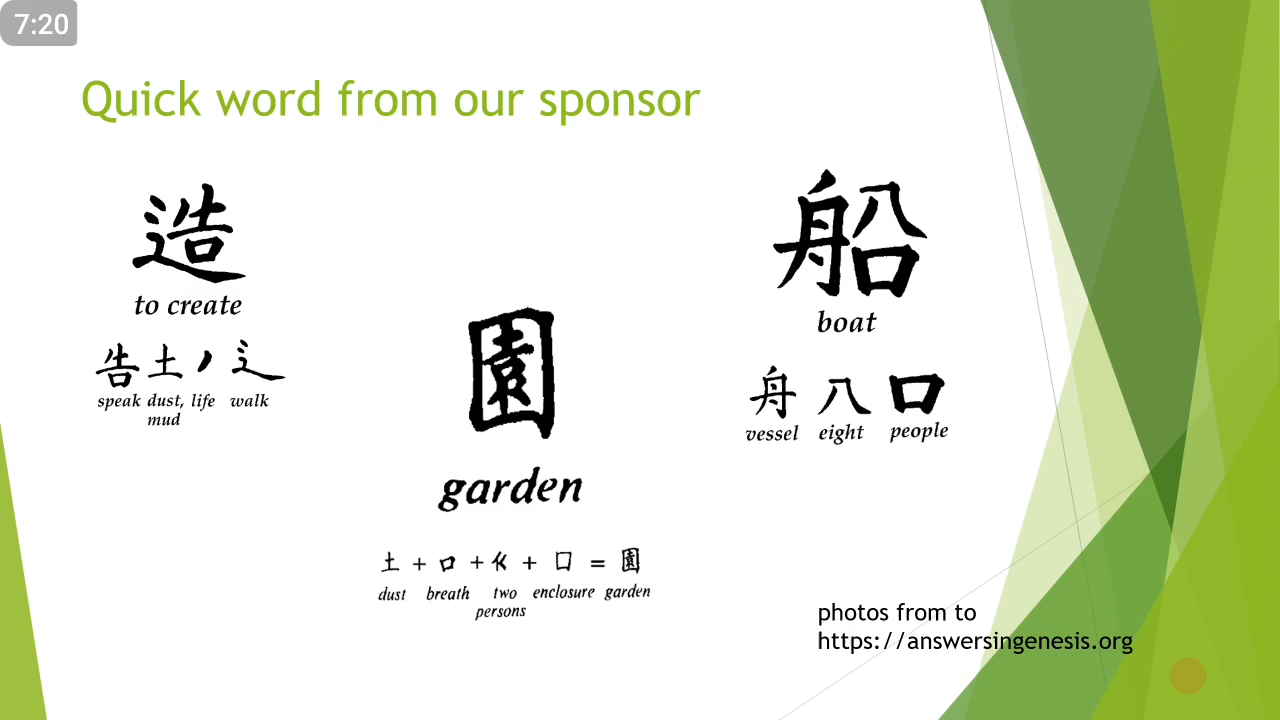 7:20
Quick word from our sponsor
造
to create
告 土 ノ 辶
speak dust, life walk
mud
園
garden
土 + 口 + 𧘇 + 囗 = 園
dust breath two enclosure garden
persons
船
boat
舟 八 口
vessel eight people
photos from to
https://answersingenesis.org